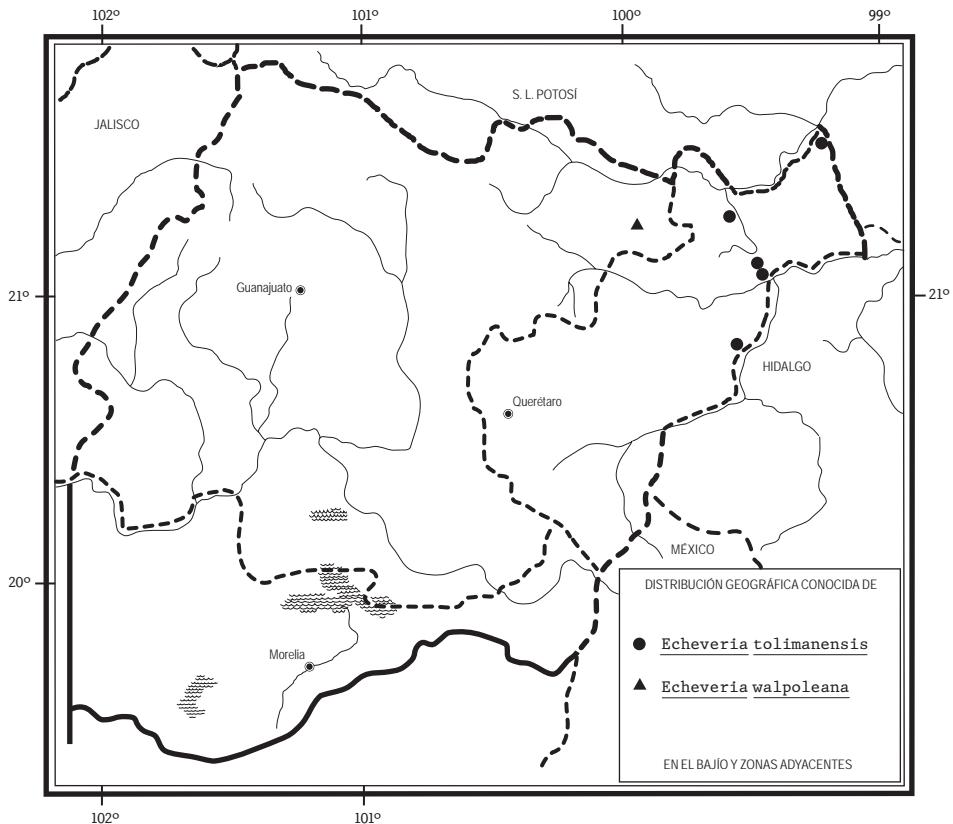 102º 101º 100º 99º
S. L. POTOSÍ
JALISCO
Guanajuato
21º 21º
HIDALGO
Querétaro
MÉXICO
20º
DISTRIBUCIÓN GEOGRÁFICA CONOCIDA DE
Echeveria tolimanensis
Morelia
Echeveria walpoleana
EN EL BAJÍO Y ZONAS ADYACENTES
102º 101º